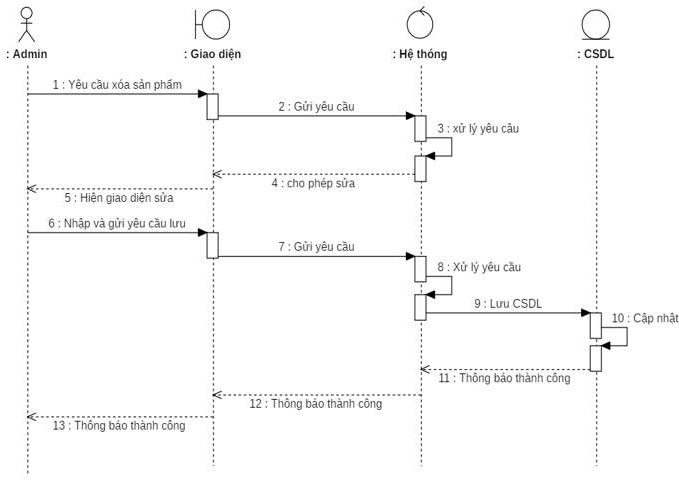 : Admin
: Giao diện
: Hệ thóng
: CSDL
1 : Yêu cầu xóa sản phẩm
2 : Gửi yêu cầu
3 : xử lý yêu câu
4 : cho phép sửa
5 : Hiện giao diện sửa
6 : Nhập và gửi yêu cầu lưu
7 : Gửi yêu cầu
8 : Xử lý yêu cầu
9 : Lưu CSDL
10 : Cập nhật
11 : Thông báo thành công
12 : Thông báo thành công
13 : Thông báo thành công